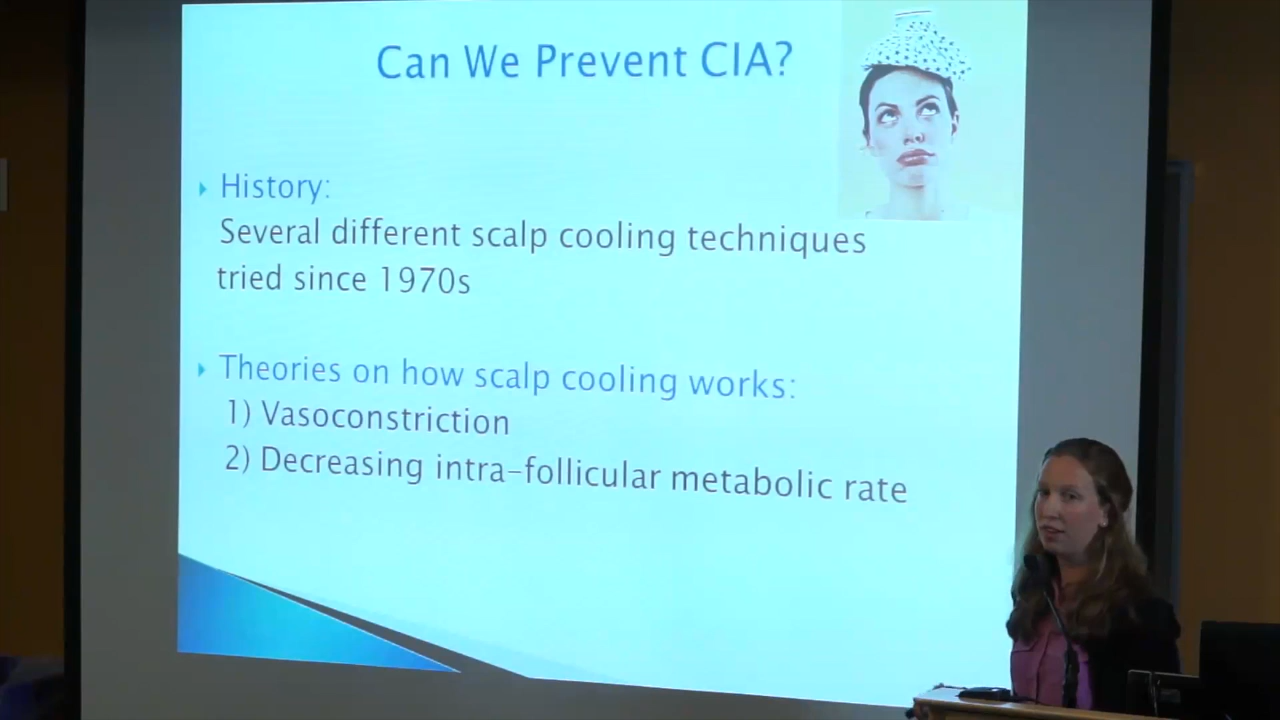 Can We Prevent CIA?
History:
Several different scalp cooling techniques
tried since 1970s
Theories on how scalp cooling works:
1) Vasoconstriction
2) Decreasing intra-follicular metabolic rate